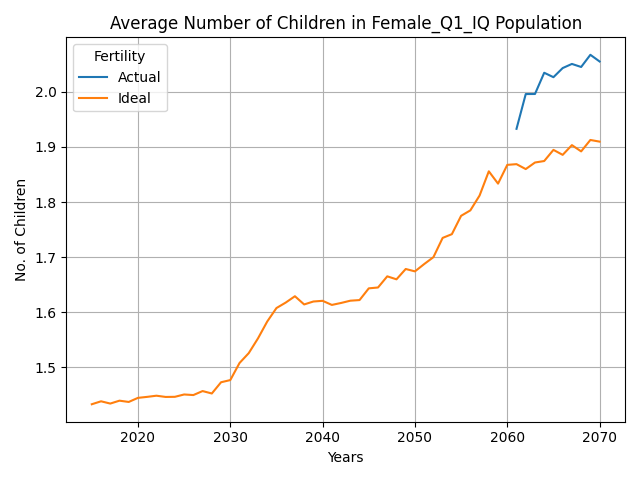 Average Number of Children in Female_Q1_IQ Population
Fertility
Actual
Ideal
2.0
1.9
1.8
1.7
1.6
1.5
No. of Children
2020 2030 2040 2050 2060 2070
Years